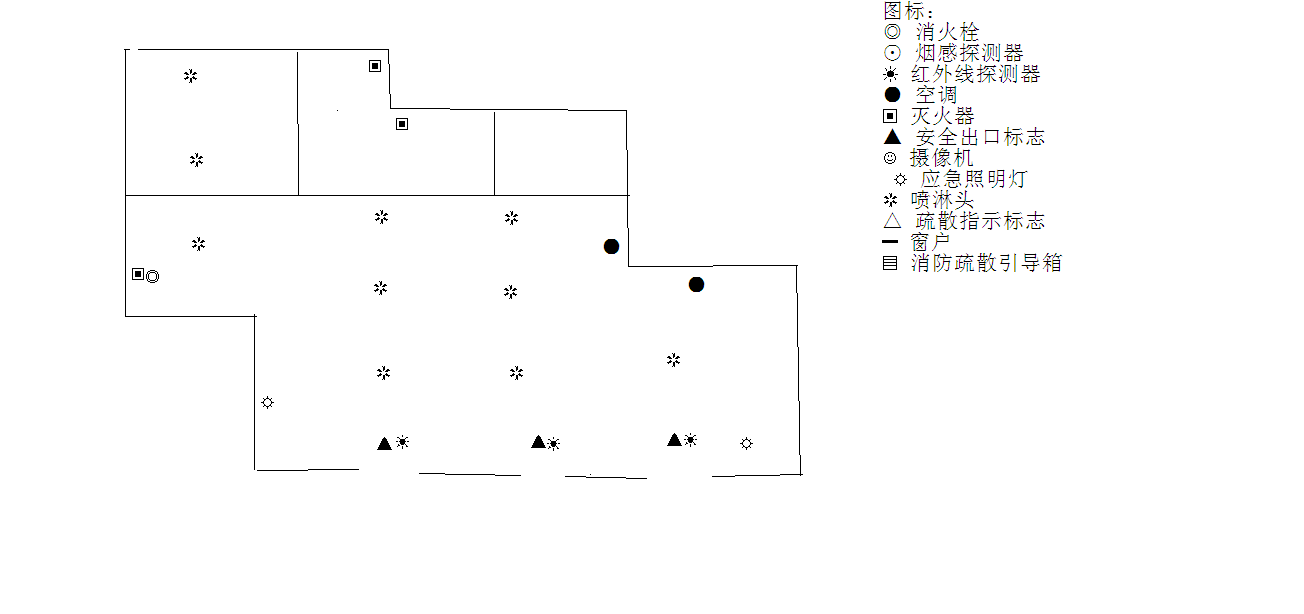 图标：
◎ 消火栓
⊙ 烟感探测器
☀ 红外线探测器
● 空调
▣ 灭火器
▲ 安全出口标志
☺ 摄像机
☼ 应急照明灯
✲ 喷淋头
△ 疏散指示标志
━ 窗户
▤ 消防疏散引导箱